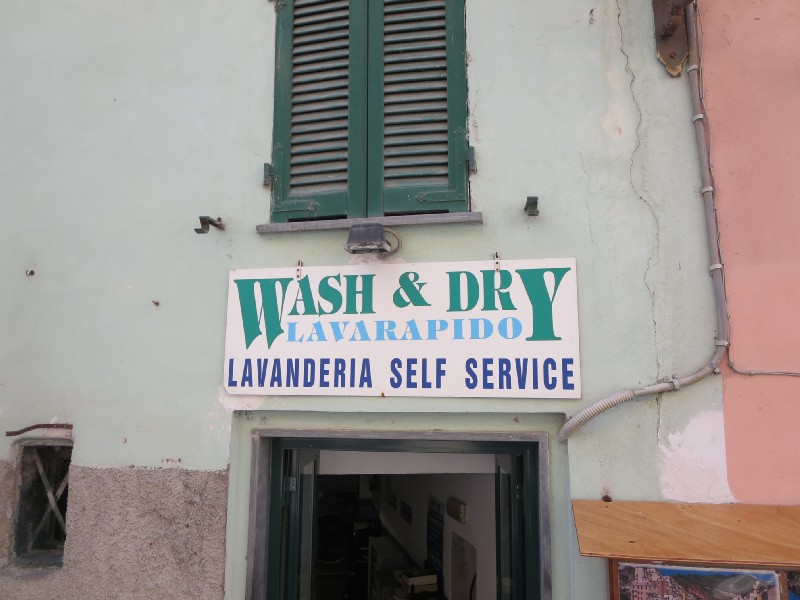 WASH & DRY
LAVARAPIDO
LAVANDERIA SELF SERVICE